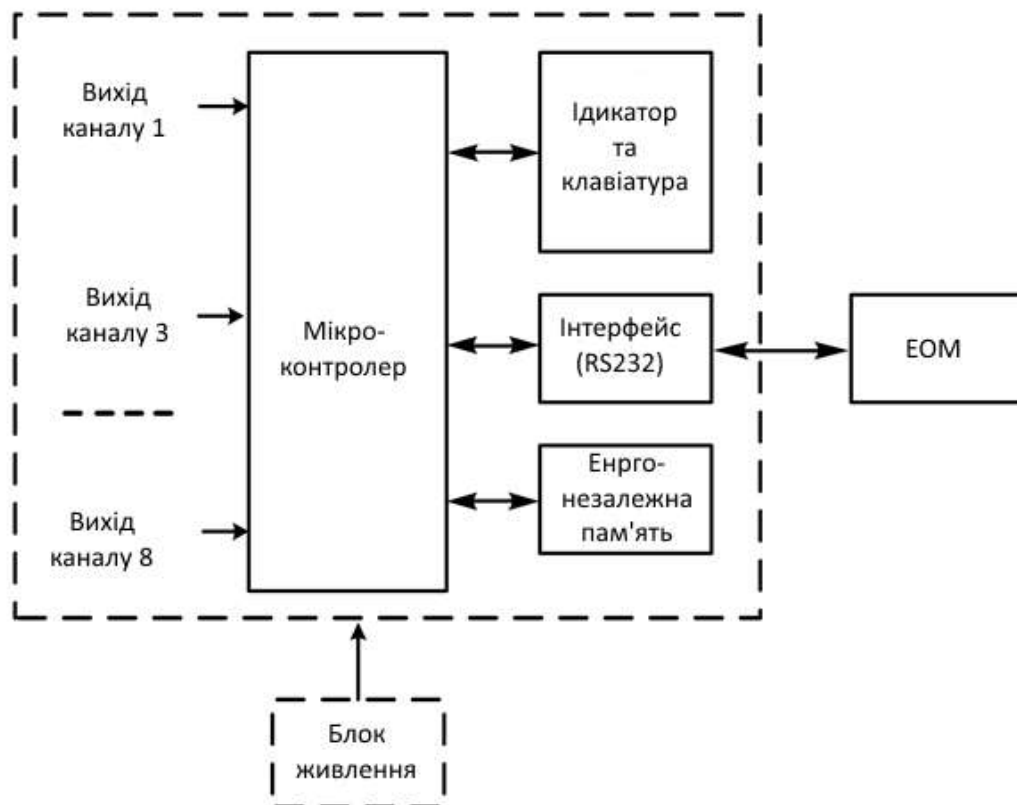 Вихід
каналу 1
Вихід
каналу 3
Вихід
каналу 8
Мікро-
контролер
Ідикатор
та
клавіатура
Інтерфейс
(RS232)
Енрго-
незалежна
пам'ять
ЕОМ
Блок
живлення